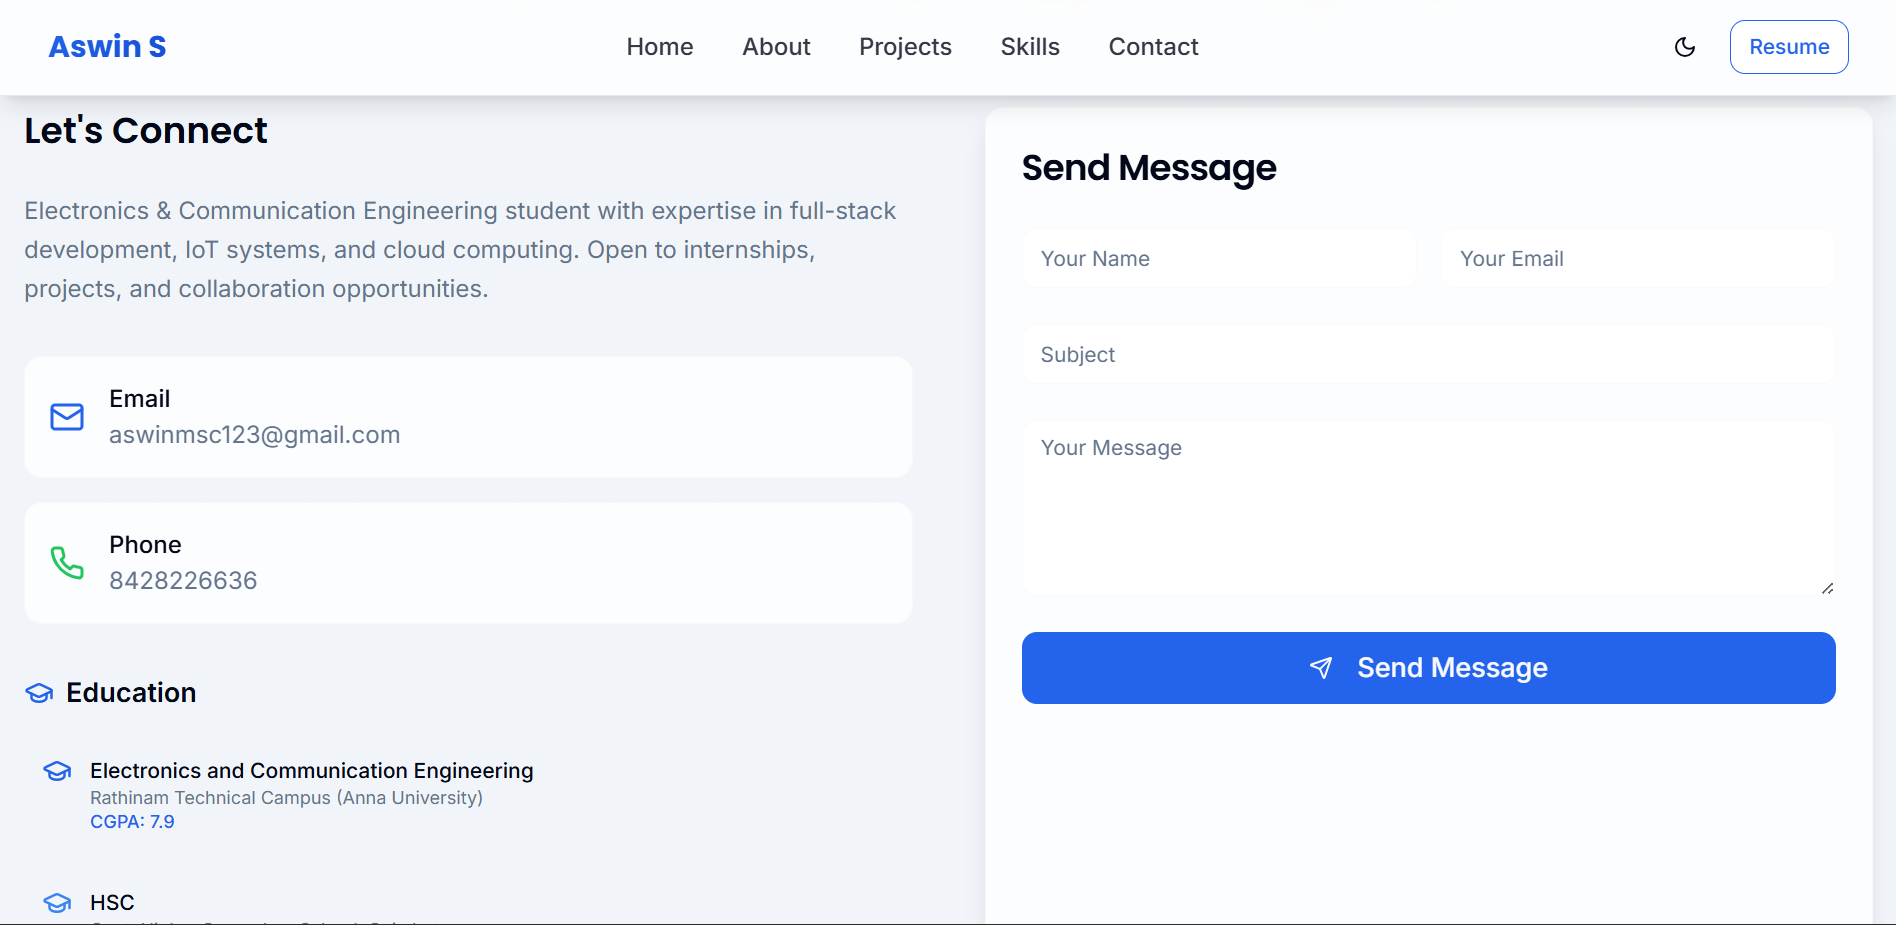 Aswin S
Home
About
Projects
Skills
Contact
Resume
Let's Connect
Electronics & Communication Engineering student with expertise in full-stack
development, IoT systems, and cloud computing. Open to internships,
projects, and collaboration opportunities.
Email
aswinmsc123@gmail.com
Phone
8428226636
Education
Electronics and Communication Engineering
Rathinam Technical Campus (Anna University)
CGPA: 7.9
HSC
Send Message
Your Name
Your Email
Subject
Your Message
Send Message